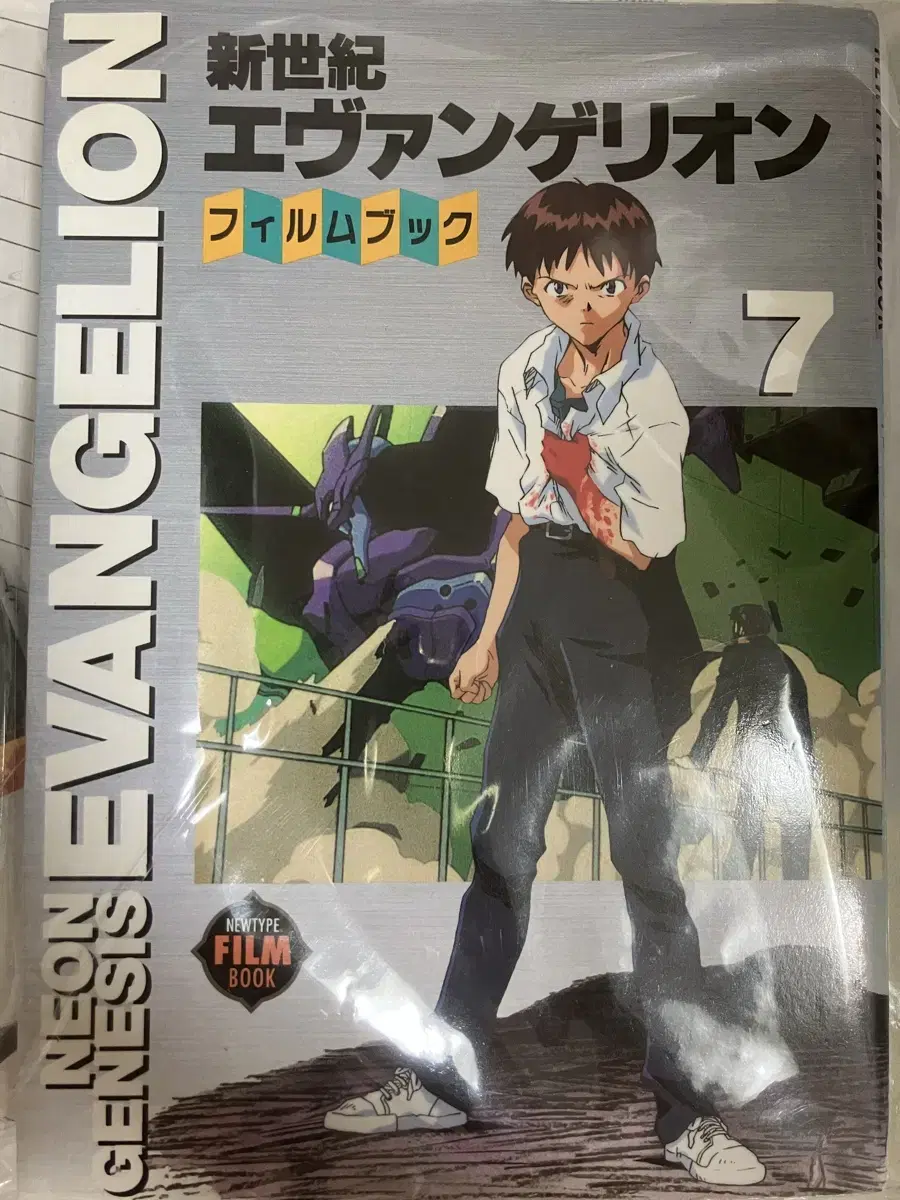 新世紀
エヴァンゲリオン
フィルムブック
7
NEON
GENESIS
EVANGELION
NEWTYPE
FILM
BOOK